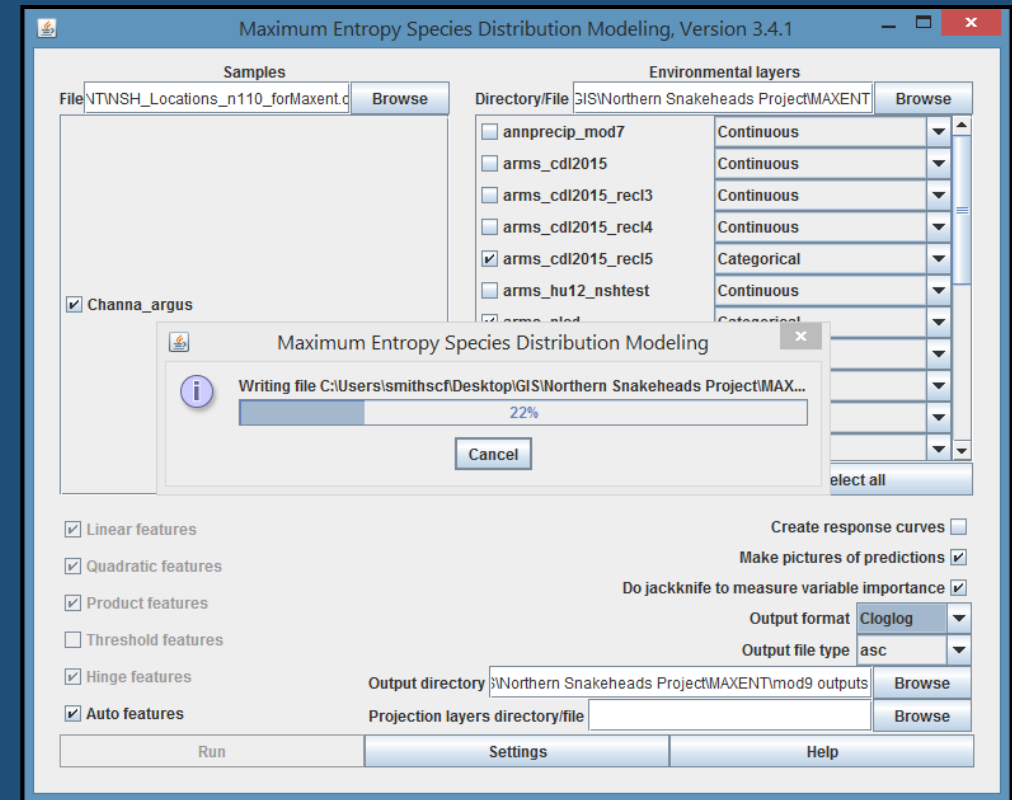 Maximum Entropy Species Distribution Modeling, Version 3.4.1
Samples
File \T\NSH_Locations_n110_forMaxent.c Browse
Channa_argus
Environmental layers
Directory/File GIS\Northern Snakeheads Project\MAXENT Browse
annprecip_mod7 Continuous
arms_cdl2015 Continuous
arms_cdl2015_recl3 Continuous
arms_cdl2015_recl4 Continuous
arms_cdl2015_recl5 Categorical
arms_hu12_nshtest Continuous
arms_nlcd Categorical
elect all
Maximum Entropy Species Distribution Modeling
Writing file C:\Users\smithscf\Desktop\GIS\Northern Snakeheads Project\MAX...
22%
Cancel
Linear features
Quadratic features
Product features
Threshold features
Hinge features
Auto features
Create response curves
Make pictures of predictions
Do jackknife to measure variable importance
Output format Cloglog
Output file type asc
Output directory \Northern Snakeheads Project\MAXENT\mod9 outputs Browse
Projection layers directory/file Browse
Run Settings Help